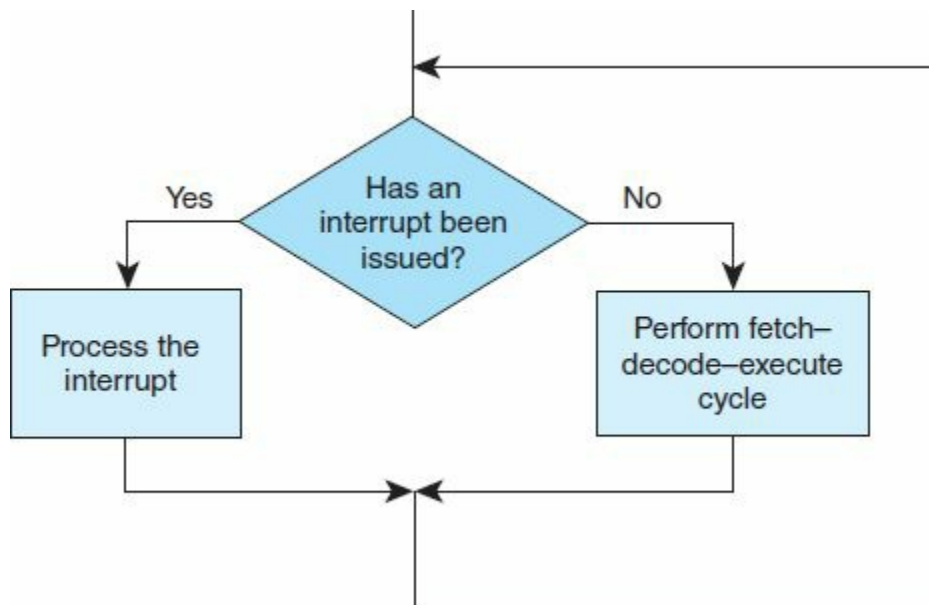 Yes
Has an
interrupt been
issued?
No
Process the
interrupt
Perform fetch–
decode–execute
cycle